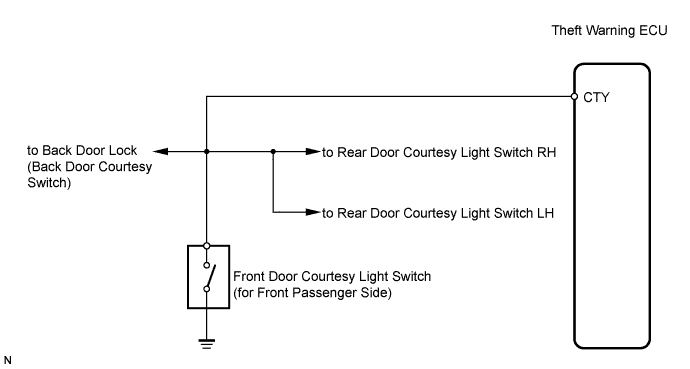 Theft Warning ECU
CTY
to Back Door Lock
(Back Door Courtesy
Switch)
to Rear Door Courtesy Light Switch RH
to Rear Door Courtesy Light Switch LH
Front Door Courtesy Light Switch
(for Front Passenger Side)
N